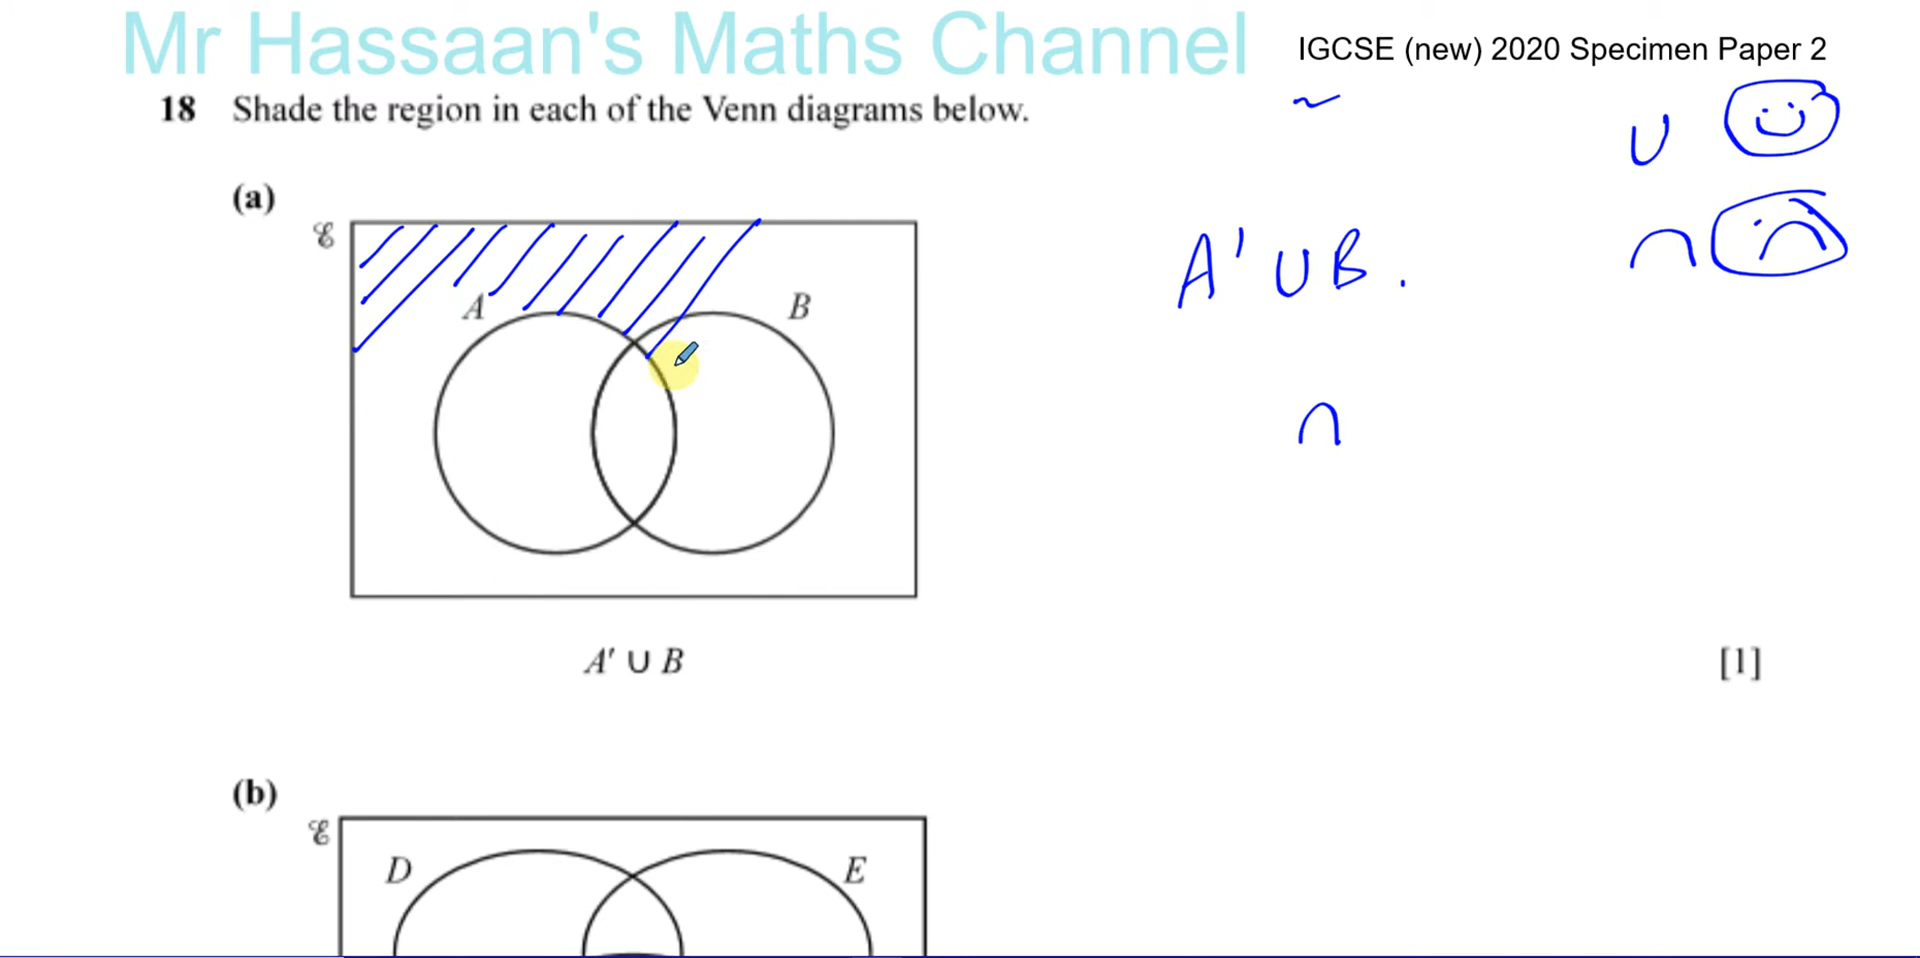 Mr Hassaan's Maths Channel
IGCSE (new) 2020 Specimen Paper 2
18 Shade the region in each of the Venn diagrams below.
∪
(a)
ℰ
A' ∪ B.
∩
A
B
∩
A′ ∪ B
[1]
(b)
ℰ
D
E